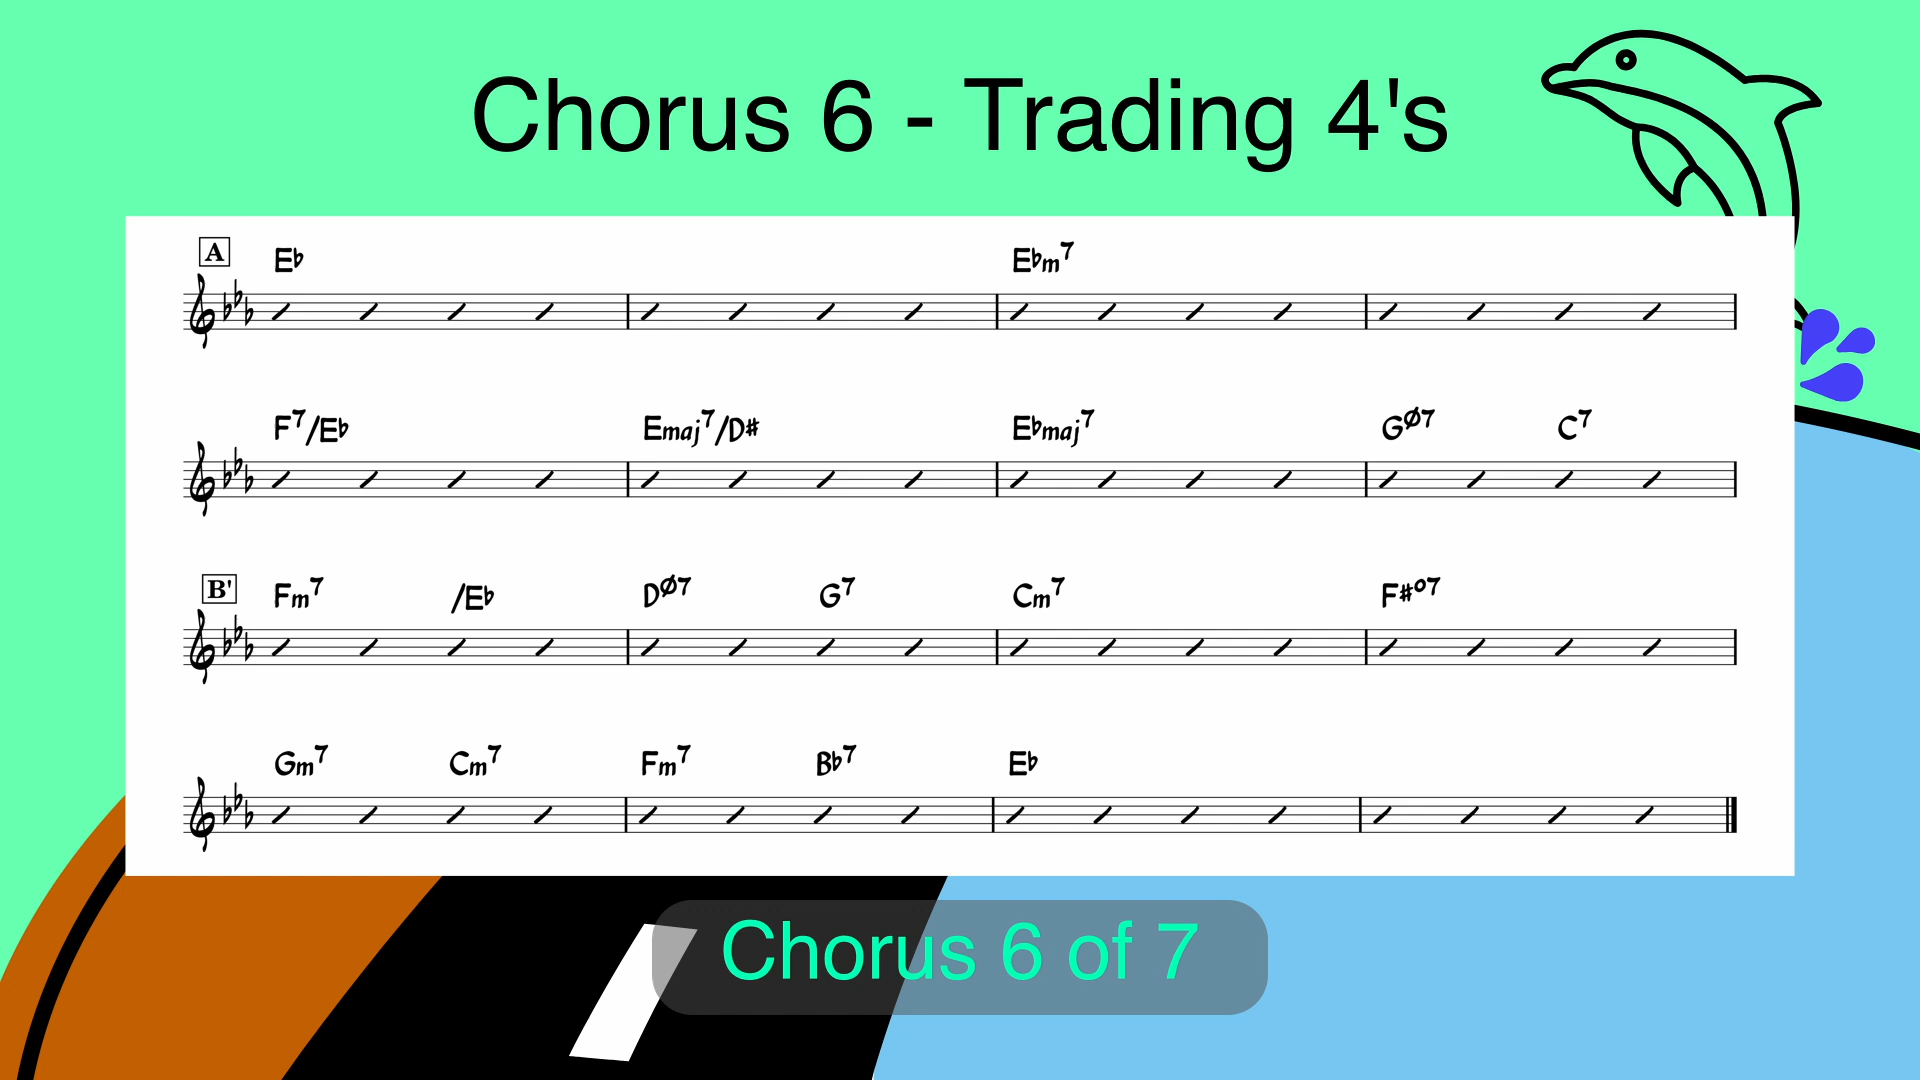 Chorus 6 - Trading 4's
A E♭ E♭m7
F7/E♭ Emaj7/D# E♭maj7 GØ7 C7
B' Fm7 /E♭ DØ7 G7 Cm7 F#o7
Gm7 Cm7 Fm7 B♭7 E♭
Chorus 6 of 7